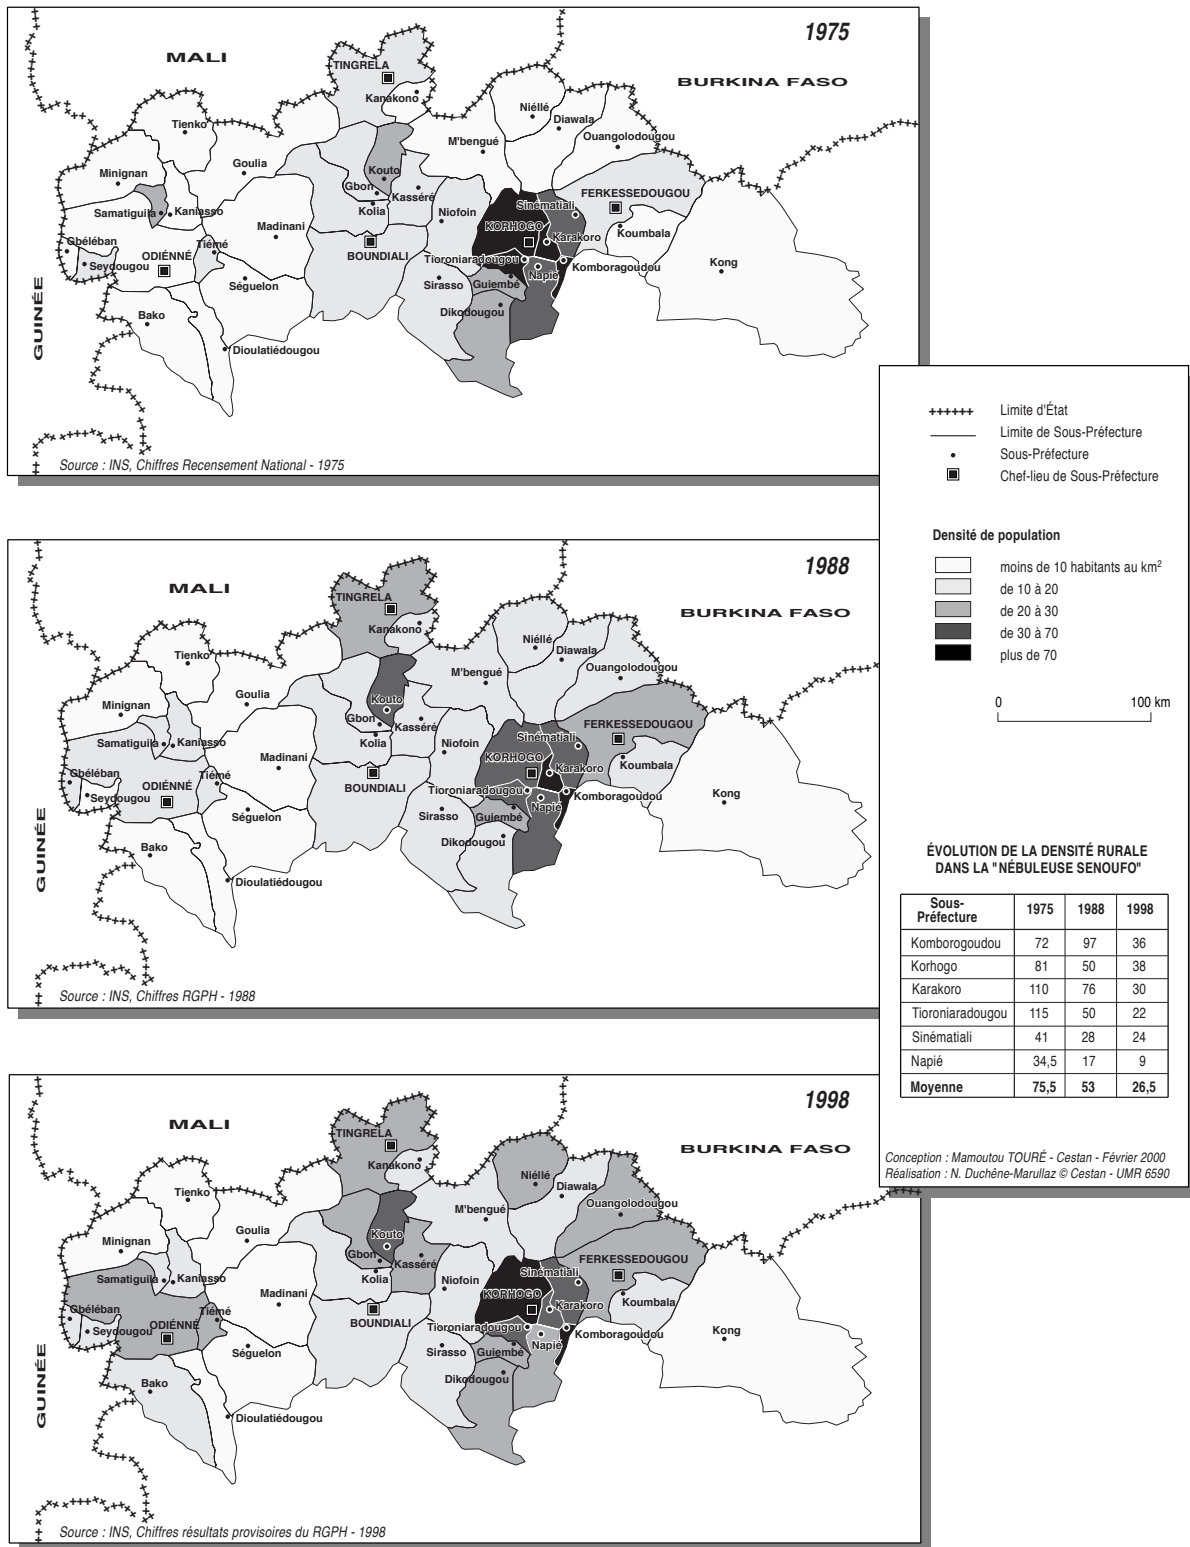 1975
MALI
BURKINA FASO
GUINÉE
TINGRELA
Kanakono
Tienko
Niéllé
Diawala
Ouangolodougou
M'bengué
Goulia
Minignan
Kouto
Gbon
Kasséré
Kolia
FERKESSEDOUGOU
Samatiguila
Kaniasso
Niofoin
Sinématiali
KORHOGO
Karakoro
Koumbala
Madinani
Gbéléban
Seydougou
ODIÉNNÉ
Tiémé
BOUNDIALI
Tioroniaradougou
Napié
Komboragoudou
Kong
Séguelon
Sirasso
Guiembé
Dikodougou
Bako
Dioulatiédougou
Source : INS, Chiffres Recensement National - 1975
1988
MALI
BURKINA FASO
GUINÉE
TINGRELA
Kanakono
Tienko
Niéllé
Diawala
Ouangolodougou
M'bengué
Goulia
Minignan
Kouto
Gbon
Kasséré
Kolia
FERKESSEDOUGOU
Samatiguila
Kaniasso
Niofoin
Sinématiali
KORHOGO
Karakoro
Koumbala
Madinani
Gbéléban
Seydougou
ODIÉNNÉ
Tiémé
BOUNDIALI
Tioroniaradougou
Napié
Komboragoudou
Kong
Séguelon
Sirasso
Guiembé
Dikodougou
Bako
Dioulatiédougou
Source : INS, Chiffres RGPH - 1988
1998
MALI
BURKINA FASO
GUINÉE
TINGRELA
Kanakono
Tienko
Niéllé
Diawala
Ouangolodougou
M'bengué
Goulia
Minignan
Kouto
Gbon
Kasséré
Kolia
FERKESSEDOUGOU
Samatiguila
Kaniasso
Niofoin
Sinématiali
KORHOGO
Karakoro
Koumbala
Madinani
Gbéléban
Seydougou
ODIÉNNÉ
Tiémé
BOUNDIALI
Tioroniaradougou
Napié
Komboragoudou
Kong
Séguelon
Sirasso
Guiembé
Dikodougou
Bako
Dioulatiédougou
Source : INS, Chiffres résultats provisoires du RGPH - 1998
Limite d'État
Limite de Sous-Préfecture
Sous-Préfecture
Chef-lieu de Sous-Préfecture
Densité de population
moins de 10 habitants au km²
de 10 à 20
de 20 à 30
de 30 à 70
plus de 70
0 100 km
ÉVOLUTION DE LA DENSITÉ RURALE
DANS LA "NÉBULEUSE SENOUFO"
Sous-
Préfecture 1975 1988 1998
Komborogoudou 72 97 36
Korhogo 81 50 38
Karakoro 110 76 30
Tioroniaradougou 115 50 22
Sinématiali 41 28 24
Napié 34,5 17 9
Moyenne 75,5 53 26,5
Conception : Mamoutou TOURÉ - Cestan - Février 2000
Réalisation : N. Duchêne-Marullaz © Cestan - UMR 6590